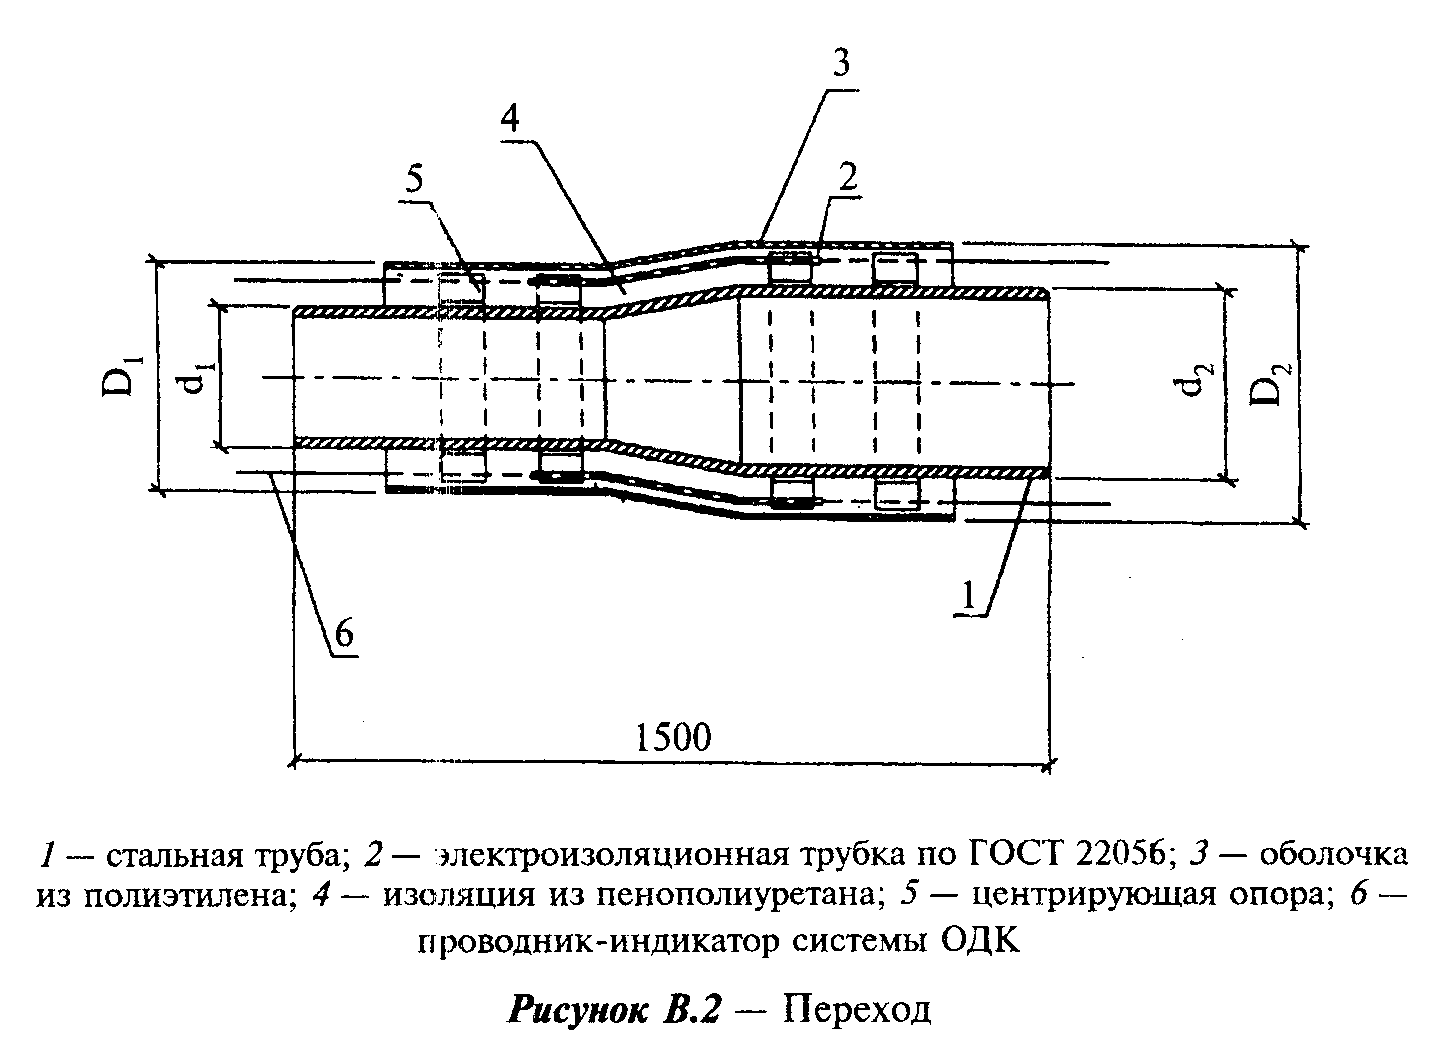 3
4
5
2
D1
d1
d2
D2
1
6
1500
1 — стальная труба; 2 — электроизоляционная трубка по ГОСТ 22056; 3 — оболочка
из полиэтилена; 4 — изоляция из пенополиуретана; 5 — центрирующая опора; 6 —
проводник-индикатор системы ОДК
Рисунок В.2 — Переход